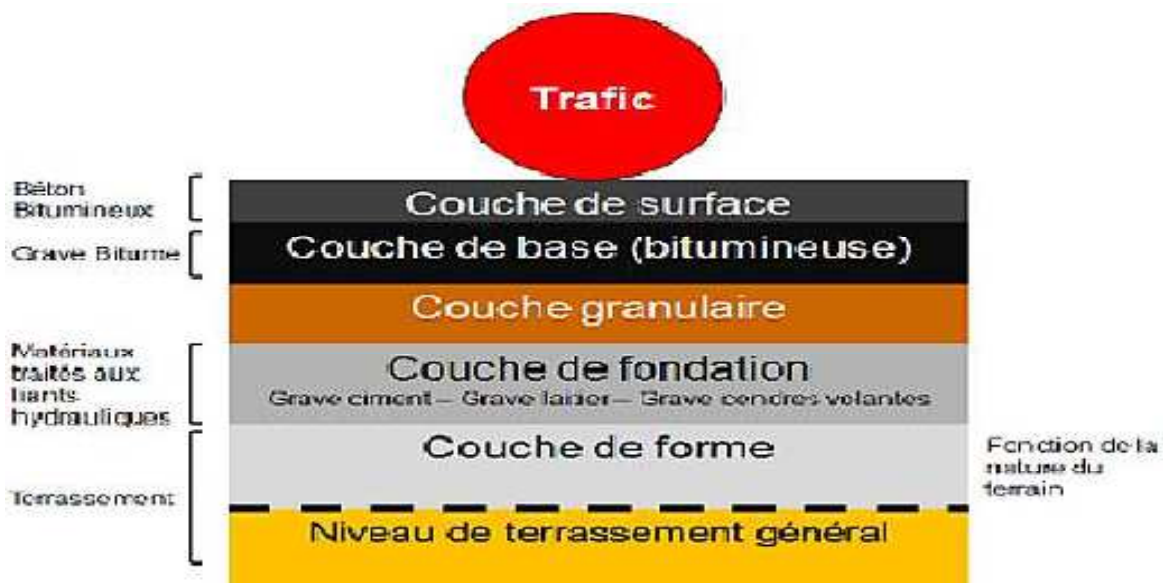 Trafic
Béton
Bitumineux
Couche de surface
Grave Bitume
Couche de base (bitumineuse)
Couche granulaire
Matériaux
traités aux
liants
hydrauliques
Couche de fondation
Grave ciment – Grave laitier – Grave cendres volantes
Couche de forme
Terrassement
Fonction de la
nature du
terrain
Niveau de terrassement général